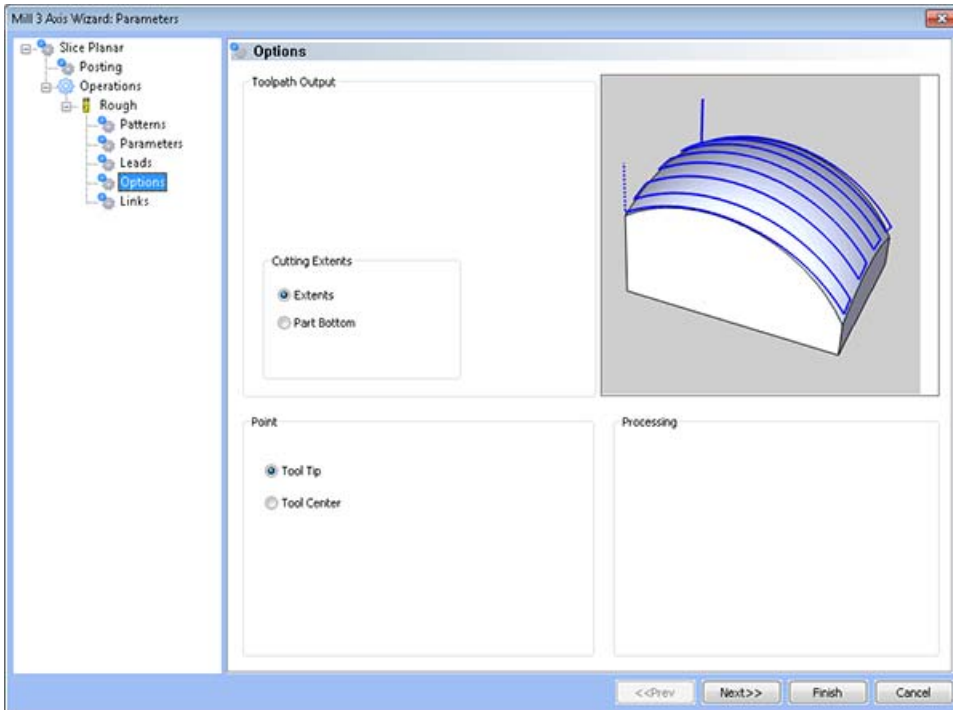 Mill 3 Axis Wizard: Parameters
Slice Planar
Posting
Operations
Rough
Patterns
Parameters
Leads
Options
Links
Options
Toolpath Output
Cutting Extents
Extents
Part Bottom
Point
Tool Tip
Tool Center
Processing
<<Prev
Next>>
Finish
Cancel